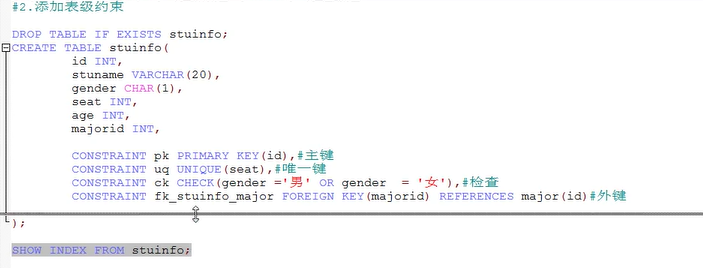 #2.添加表级约束
DROP TABLE IF EXISTS stuinfo;
CREATE TABLE stuinfo(
id INT,
stuname VARCHAR(20),
gender CHAR(1),
seat INT,
age INT,
majorid INT,
CONSTRAINT pk PRIMARY KEY(id),#主键
CONSTRAINT uq UNIQUE(seat),#唯一键
CONSTRAINT ck CHECK(gender ='男' OR gender = '女'),#检查
CONSTRAINT fk_stuinfo_major FOREIGN KEY(majorid) REFERENCES major(id)#外键
);
SHOW INDEX FROM stuinfo;